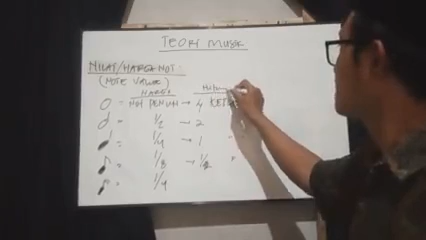 TEORI MUSIK
NILAI/HARGA NOT:
(NOTE VALUE)
HARGA
= NOT PENUH → 4 KET
= 1/2 → 2
= 1/4 → 1 "
= 1/8 → 1/2 "
= 1/4